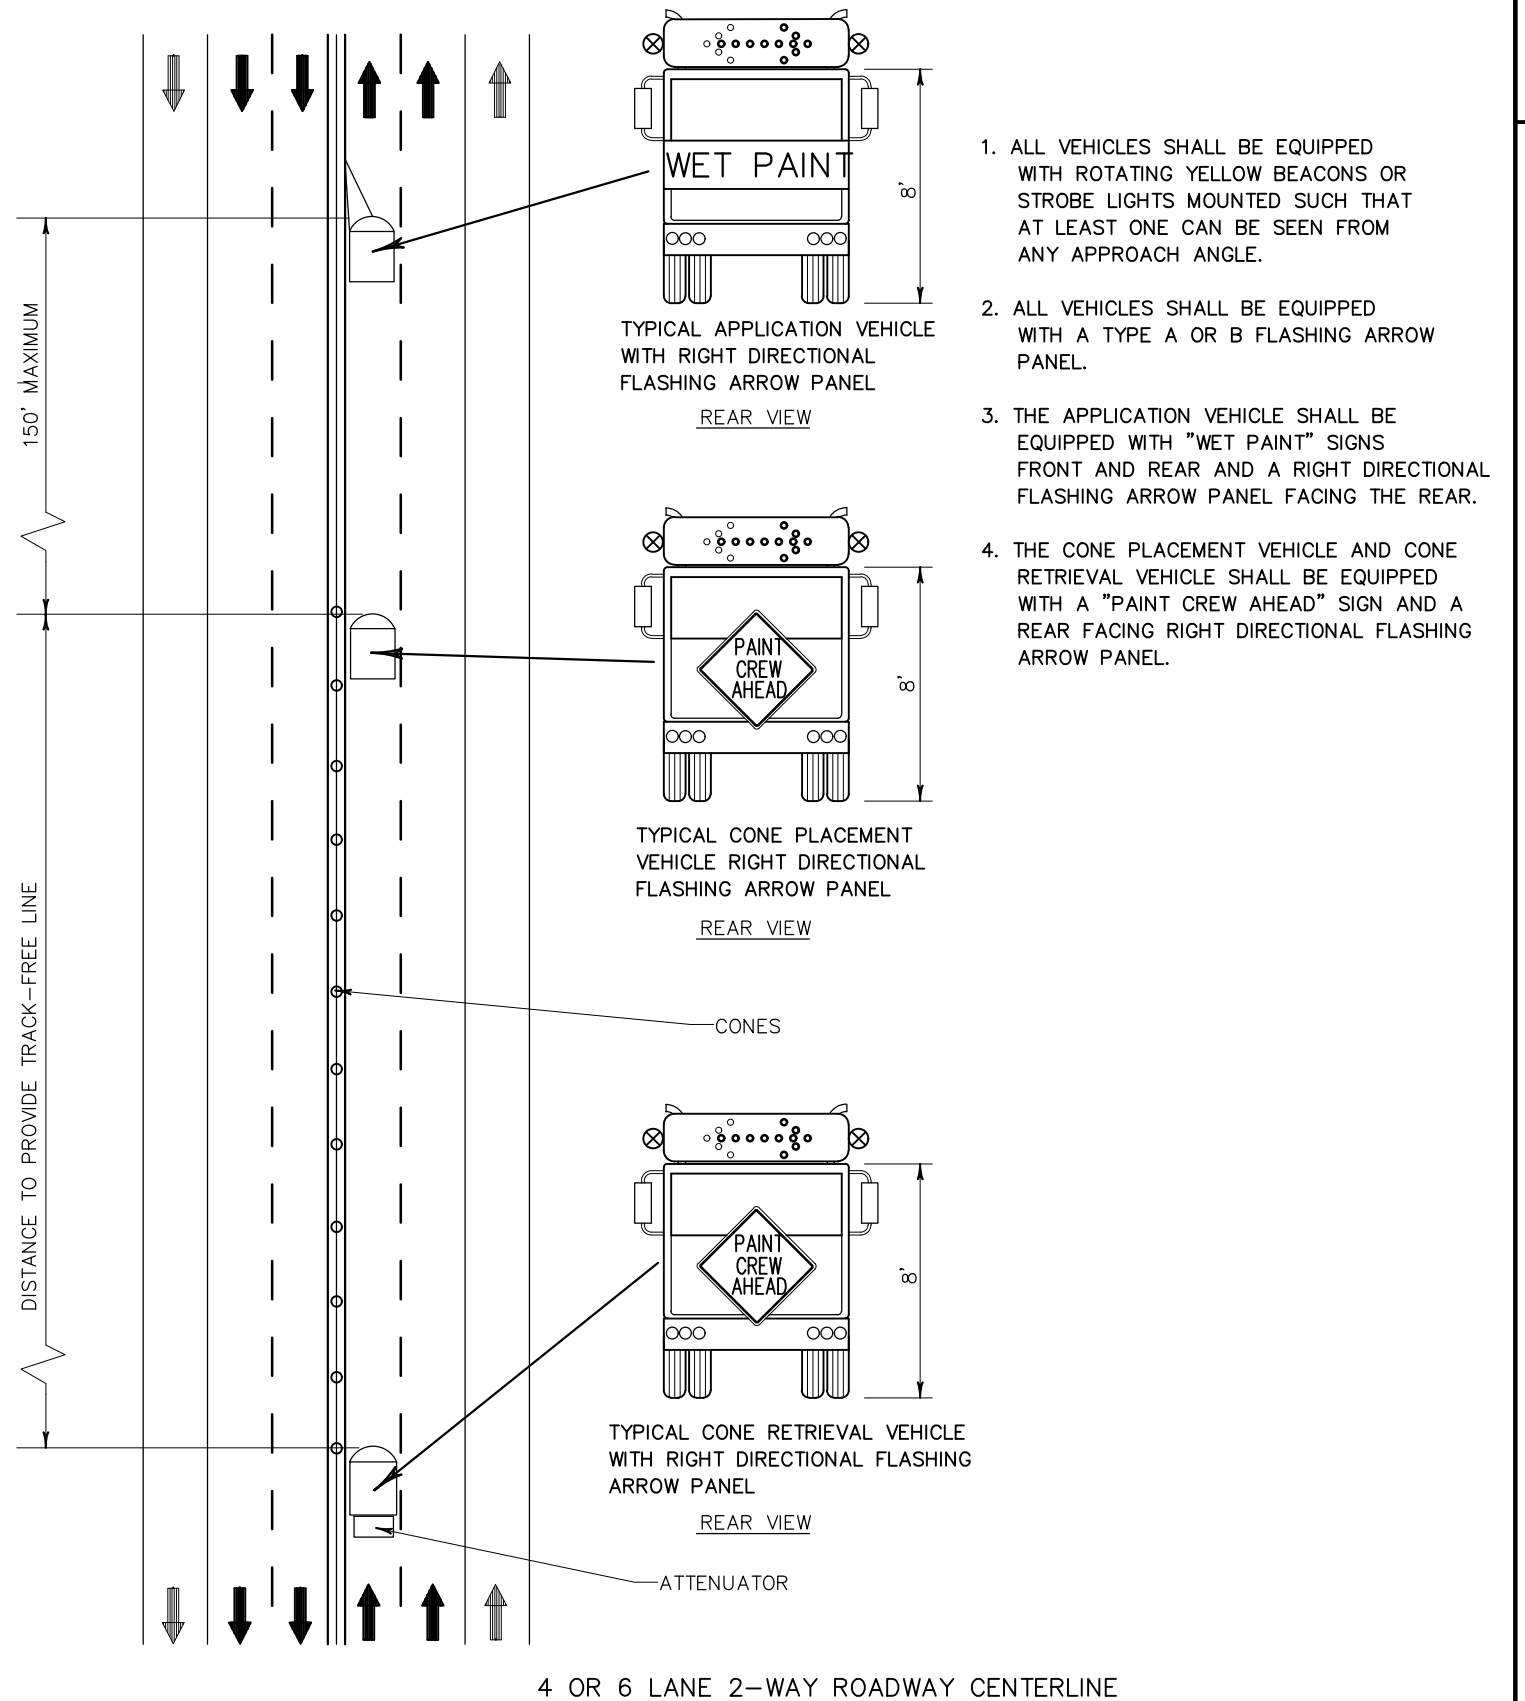 WET PAINT
8'
TYPICAL APPLICATION VEHICLE
WITH RIGHT DIRECTIONAL
FLASHING ARROW PANEL
REAR VIEW
150' MAXIMUM
PAINT
CREW
AHEAD
8'
TYPICAL CONE PLACEMENT
VEHICLE RIGHT DIRECTIONAL
FLASHING ARROW PANEL
REAR VIEW
DISTANCE TO PROVIDE TRACK-FREE LINE
CONES
PAINT
CREW
AHEAD
8'
TYPICAL CONE RETRIEVAL VEHICLE
WITH RIGHT DIRECTIONAL FLASHING
ARROW PANEL
REAR VIEW
ATTENUATOR
1. ALL VEHICLES SHALL BE EQUIPPED
WITH ROTATING YELLOW BEACONS OR
STROBE LIGHTS MOUNTED SUCH THAT
AT LEAST ONE CAN BE SEEN FROM
ANY APPROACH ANGLE.
2. ALL VEHICLES SHALL BE EQUIPPED
WITH A TYPE A OR B FLASHING ARROW
PANEL.
3. THE APPLICATION VEHICLE SHALL BE
EQUIPPED WITH "WET PAINT" SIGNS
FRONT AND REAR AND A RIGHT DIRECTIONAL
FLASHING ARROW PANEL FACING THE REAR.
4. THE CONE PLACEMENT VEHICLE AND CONE
RETRIEVAL VEHICLE SHALL BE EQUIPPED
WITH A "PAINT CREW AHEAD" SIGN AND A
REAR FACING RIGHT DIRECTIONAL FLASHING
ARROW PANEL.
4 OR 6 LANE 2-WAY ROADWAY CENTERLINE